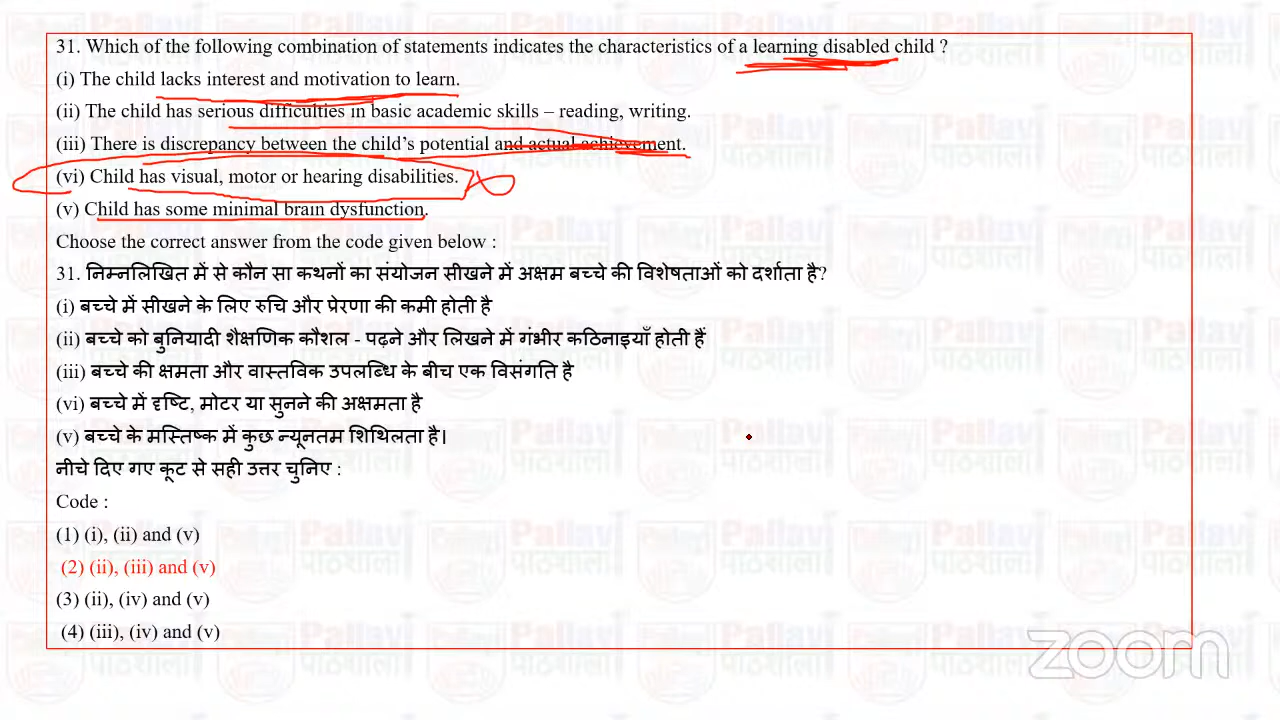 31. Which of the following combination of statements indicates the characteristics of a learning disabled child ?
(i) The child lacks interest and motivation to learn.
(ii) The child has serious difficulties in basic academic skills – reading, writing.
(iii) There is discrepancy between the child's potential and actual achievement.
(vi) Child has visual, motor or hearing disabilities.
(v) Child has some minimal brain dysfunction.
Choose the correct answer from the code given below :
31. निम्नलिखित में से कौन सा कथनों का संयोजन सीखने में अक्षम बच्चे की विशेषताओं को दर्शाता है?
(i) बच्चे में सीखने के लिए रुचि और प्रेरणा की कमी होती है
(ii) बच्चे को बुनियादी शैक्षणिक कौशल - पढ़ने और लिखने में गंभीर कठिनाइयाँ होती हैं
(iii) बच्चे की क्षमता और वास्तविक उपलब्धि के बीच एक विसंगति है
(vi) बच्चे में दृष्टि, मोटर या सुनने की अक्षमता है
(v) बच्चे के मस्तिष्क में कुछ न्यूनतम शिथिलता है।
नीचे दिए गए कूट से सही उत्तर चुनिए :
Code :
(1) (i), (ii) and (v)
(2) (ii), (iii) and (v)
(3) (ii), (iv) and (v)
(4) (iii), (iv) and (v)
zoom
Pallavi
पाठशाला